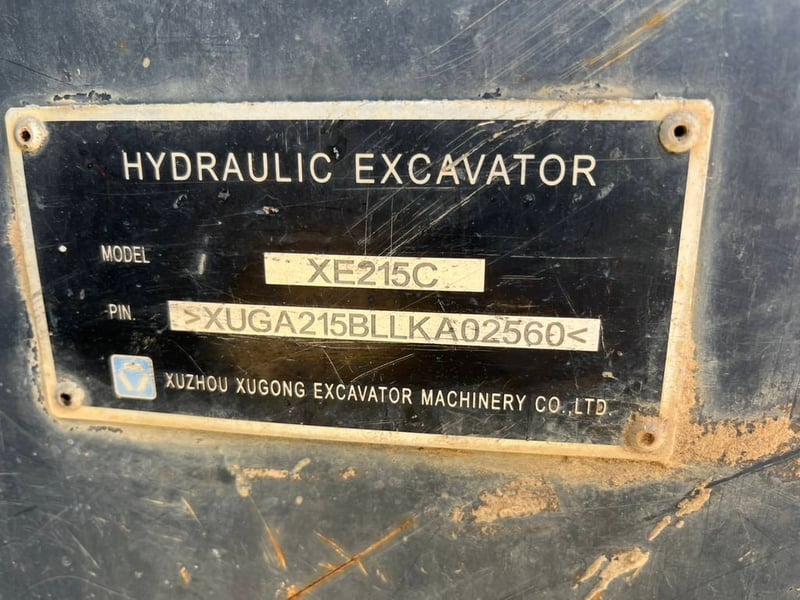 HYDRAULIC EXCAVATOR
MODEL XE215C
PIN >XUGA215BLLKA02560<
XUZHOU XUGONG EXCAVATOR MACHINERY CO.,LTD.